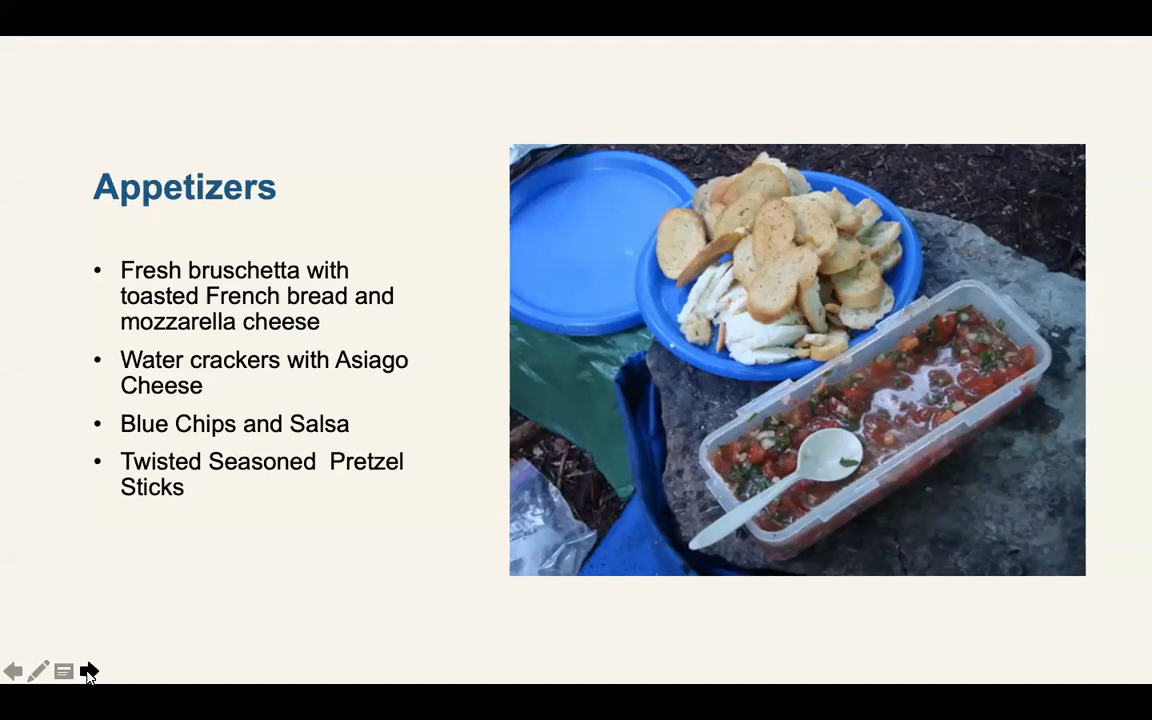 Appetizers
• Fresh bruschetta with
toasted French bread and
mozzarella cheese
• Water crackers with Asiago
Cheese
• Blue Chips and Salsa
• Twisted Seasoned  Pretzel
Sticks